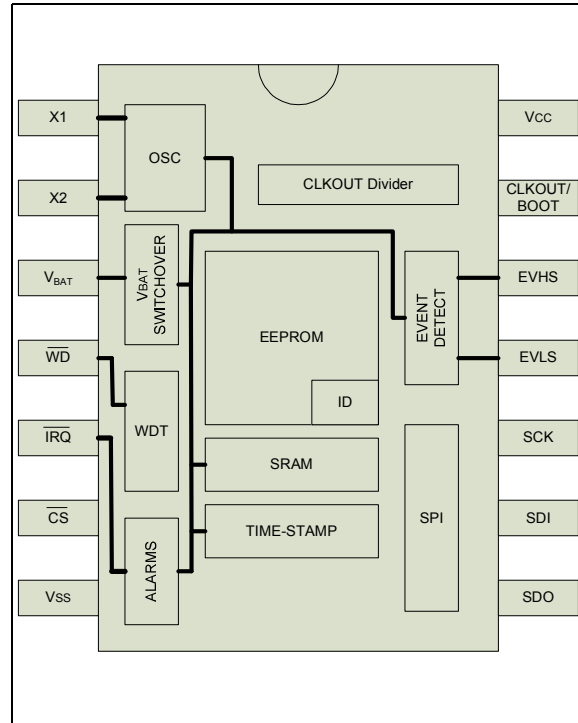 X1
X2
VBAT
WD
IRQ
CS
VSS
OSC
VBAT
SWITCHOVER
WDT
ALARMS
CLKOUT Divider
EEPROM
ID
SRAM
TIME-STAMP
EVENT
DETECT
SPI
VCC
CLKOUT/
BOOT
EVHS
EVLS
SCK
SDI
SDO